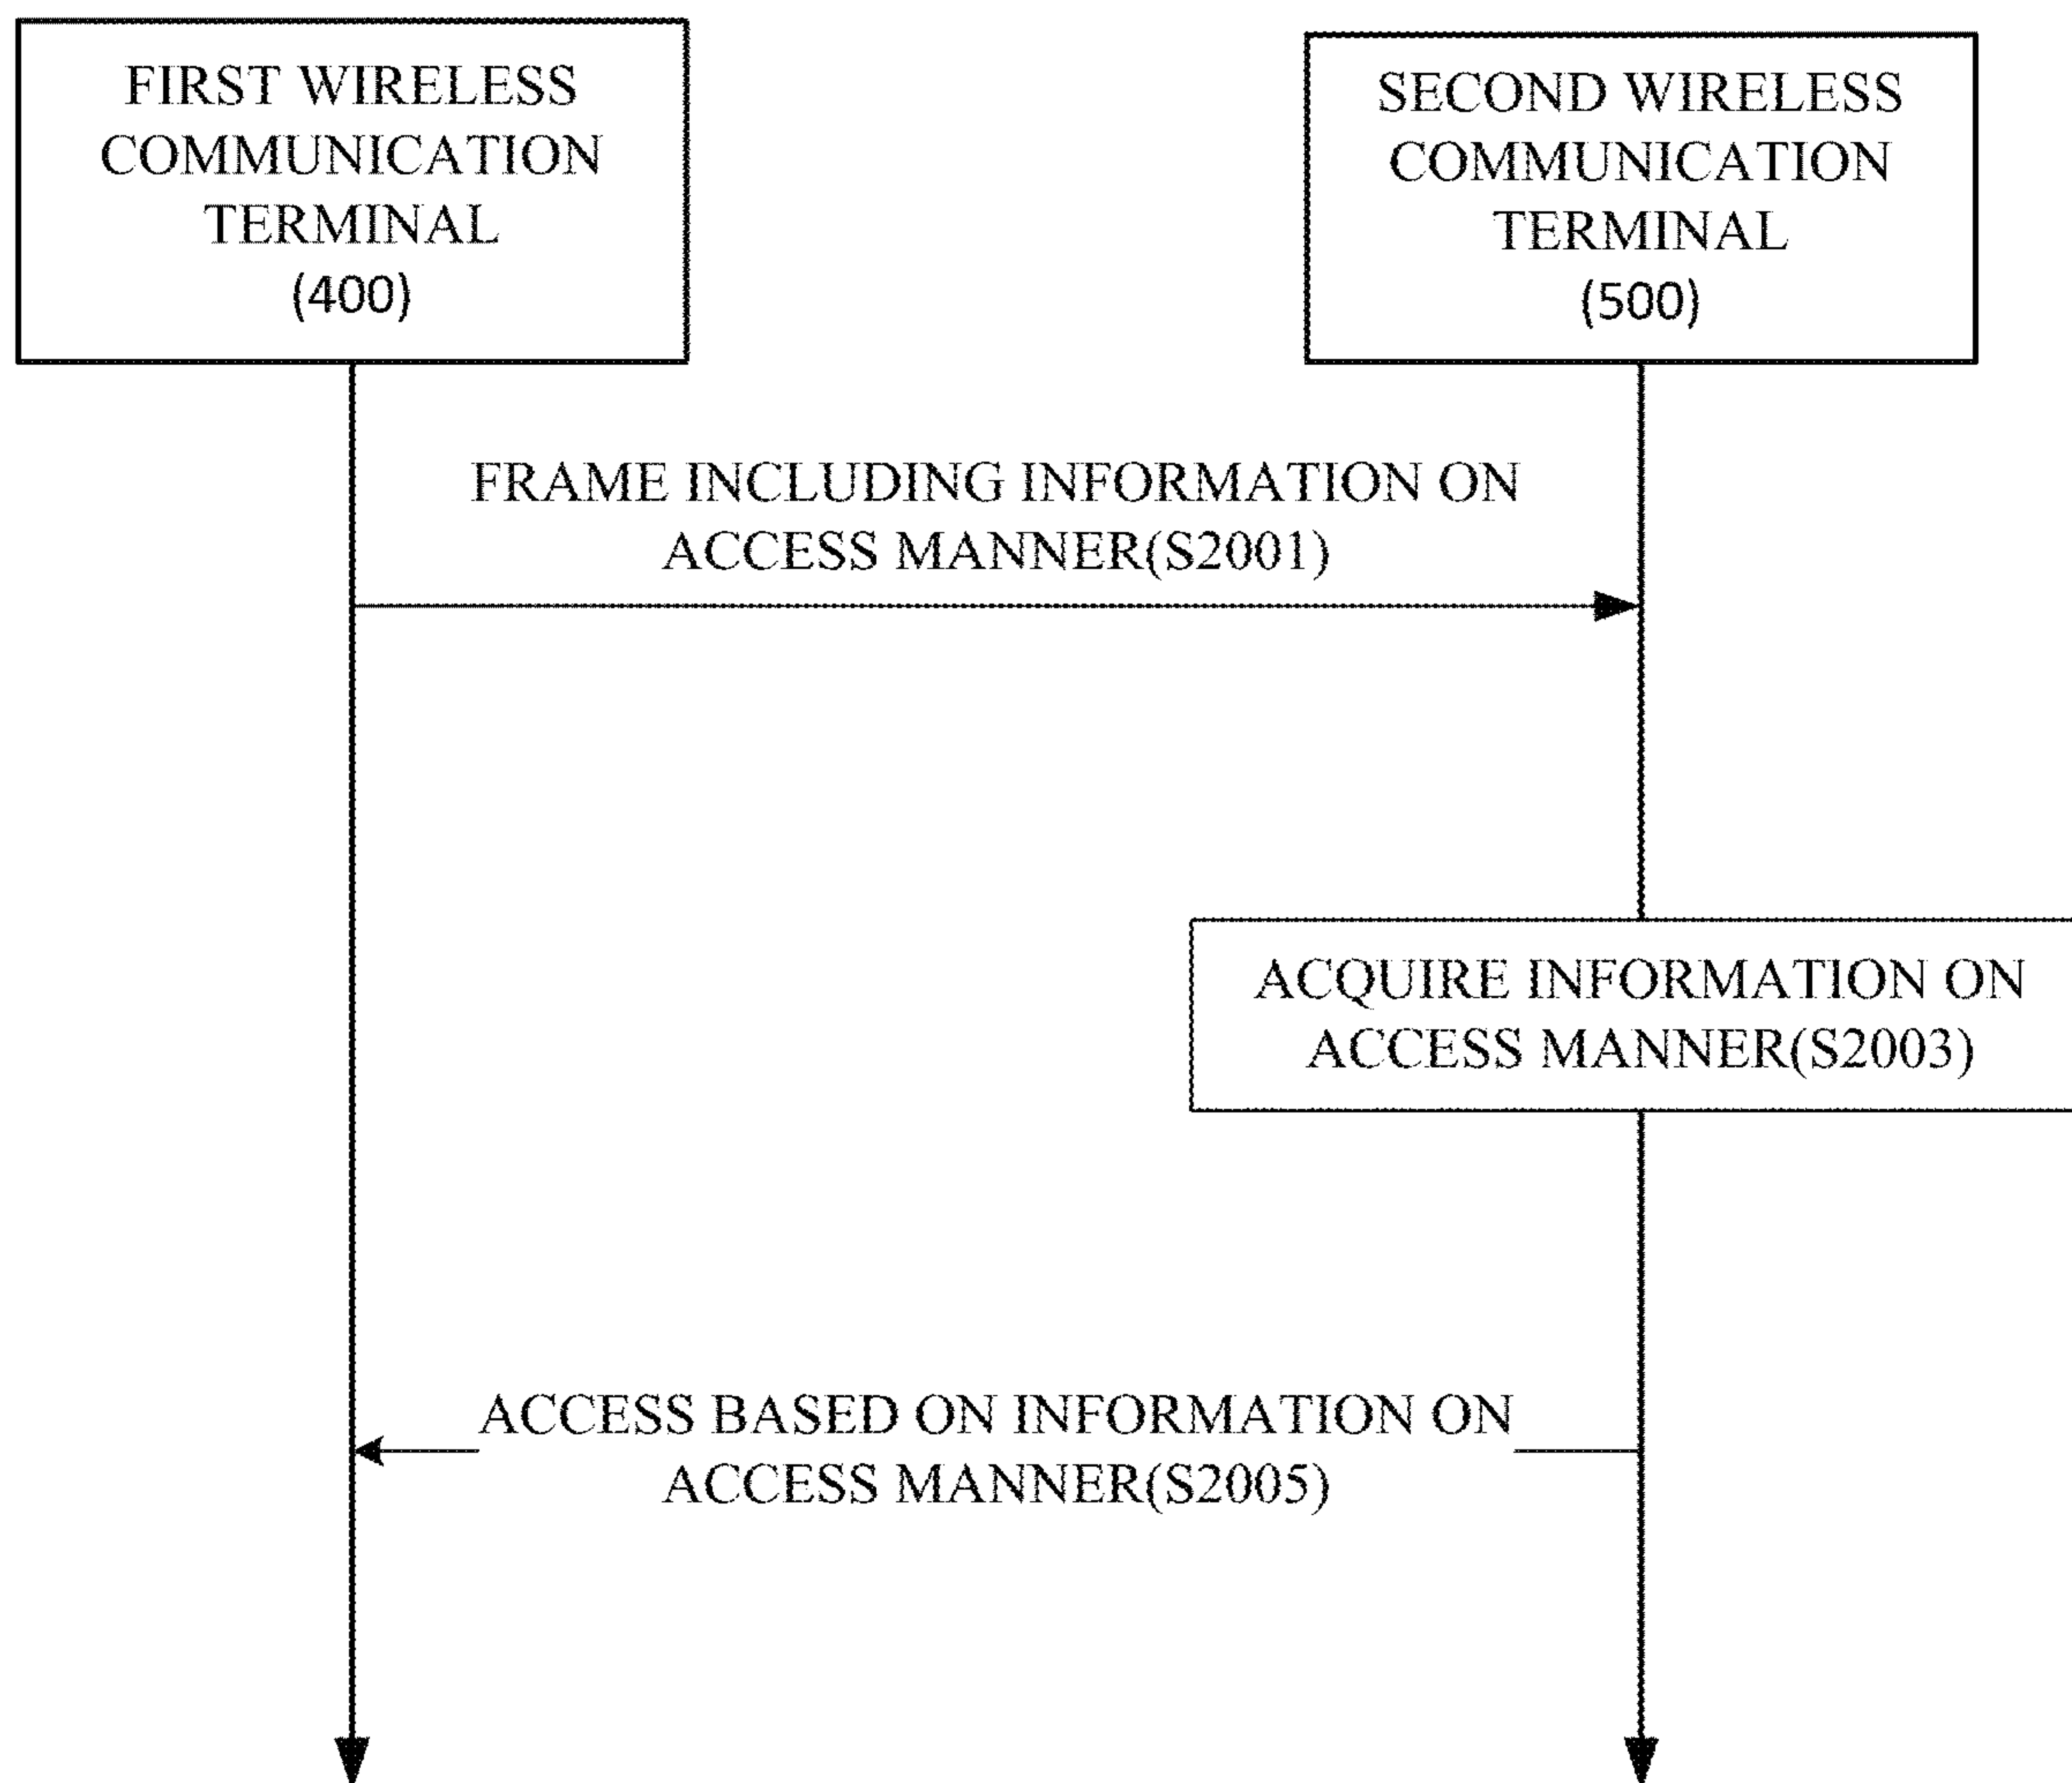 FIRST WIRELESS
COMMUNICATION
TERMINAL
(400)
SECOND WIRELESS
COMMUNICATION
TERMINAL
(500)
FRAME INCLUDING INFORMATION ON
ACCESS MANNER(S2001)
ACQUIRE INFORMATION ON
ACCESS MANNER(S2003)
ACCESS BASED ON INFORMATION ON
ACCESS MANNER(S2005)